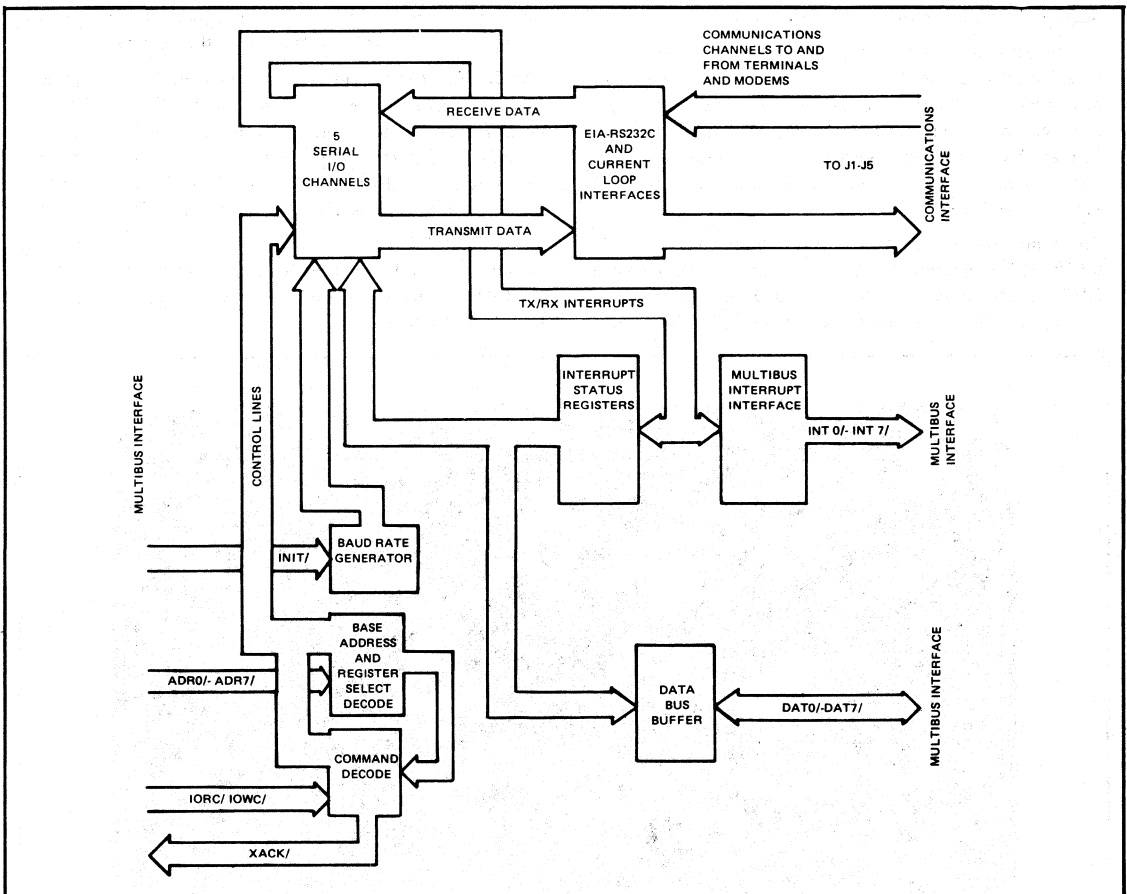 COMMUNICATIONS
CHANNELS TO AND
FROM TERMINALS
AND MODEMS
RECEIVE DATA
5
SERIAL
I/O
CHANNELS
EIA-RS232C
AND
CURRENT
LOOP
INTERFACES
TO J1-J5
COMMUNICATIONS
INTERFACE
TRANSMIT DATA
TX/RX INTERRUPTS
MULTIBUS INTERFACE
CONTROL LINES
INTERRUPT
STATUS
REGISTERS
MULTIBUS
INTERRUPT
INTERFACE
INT 0/- INT 7/
MULTIBUS
INTERFACE
INIT/
BAUD RATE
GENERATOR
BASE
ADDRESS
AND
REGISTER
SELECT
DECODE
ADR0/- ADR7/
DATA
BUS
BUFFER
DAT0/-DAT7/
MULTIBUS INTERFACE
COMMAND
DECODE
IORC/ IOWC/
XACK/